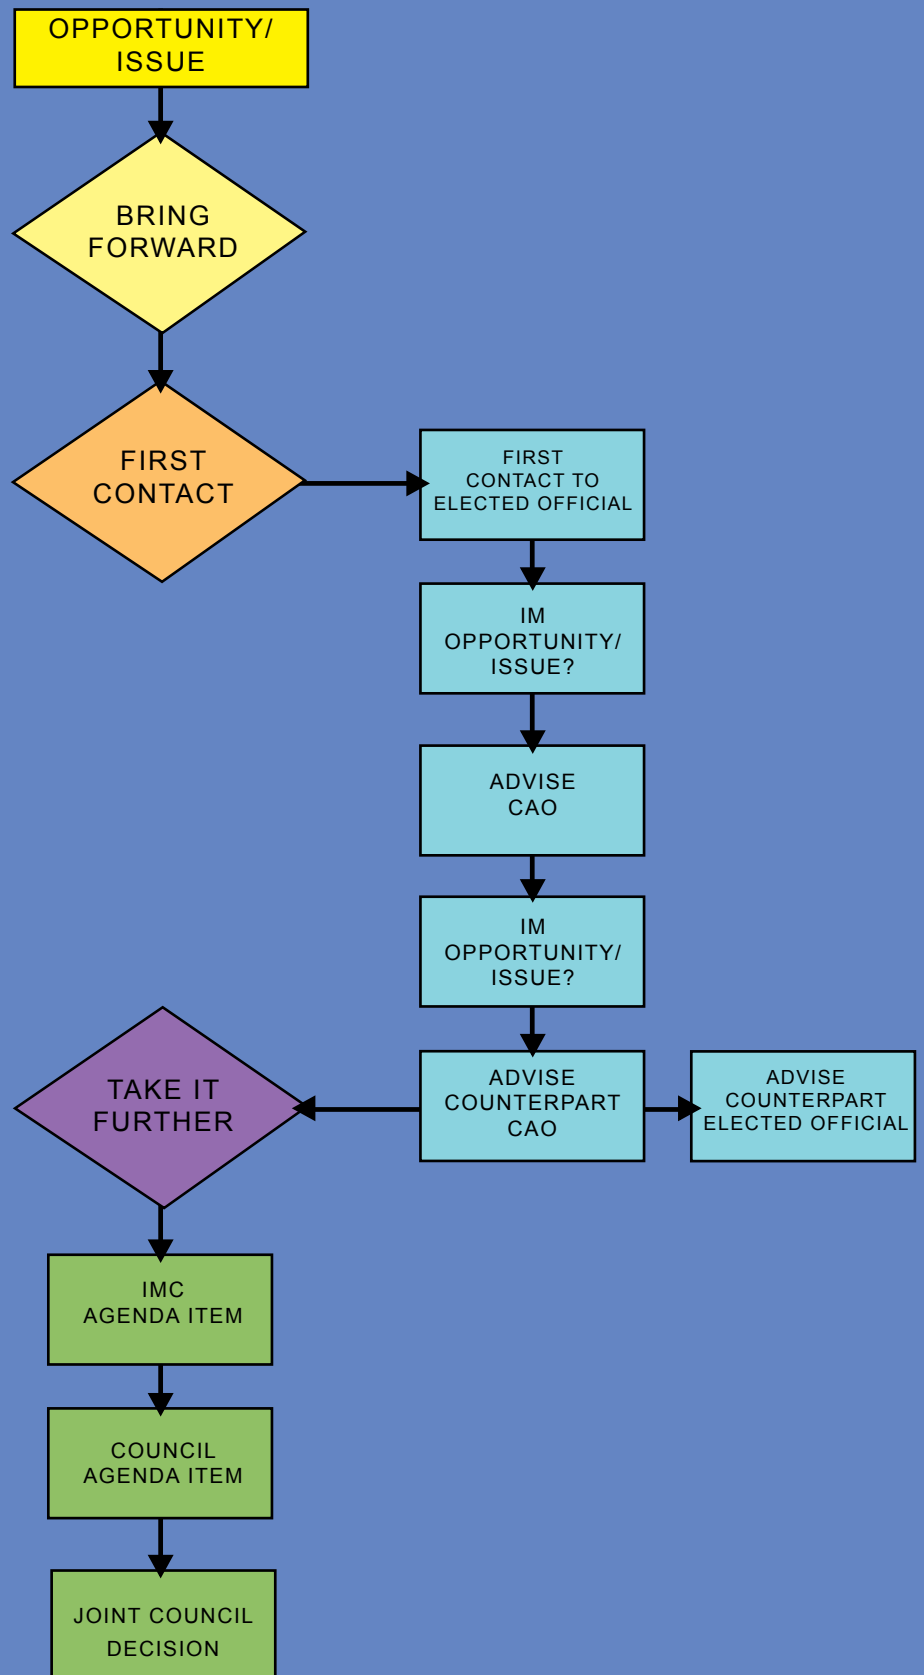 OPPORTUNITY/
ISSUE
BRING
FORWARD
FIRST
CONTACT
FIRST
CONTACT TO
ELECTED OFFICIAL
IM
OPPORTUNITY/
ISSUE?
ADVISE
CAO
IM
OPPORTUNITY/
ISSUE?
ADVISE
COUNTERPART
CAO
ADVISE
COUNTERPART
ELECTED OFFICIAL
TAKE IT
FURTHER
IMC
AGENDA ITEM
COUNCIL
AGENDA ITEM
JOINT COUNCIL
DECISION